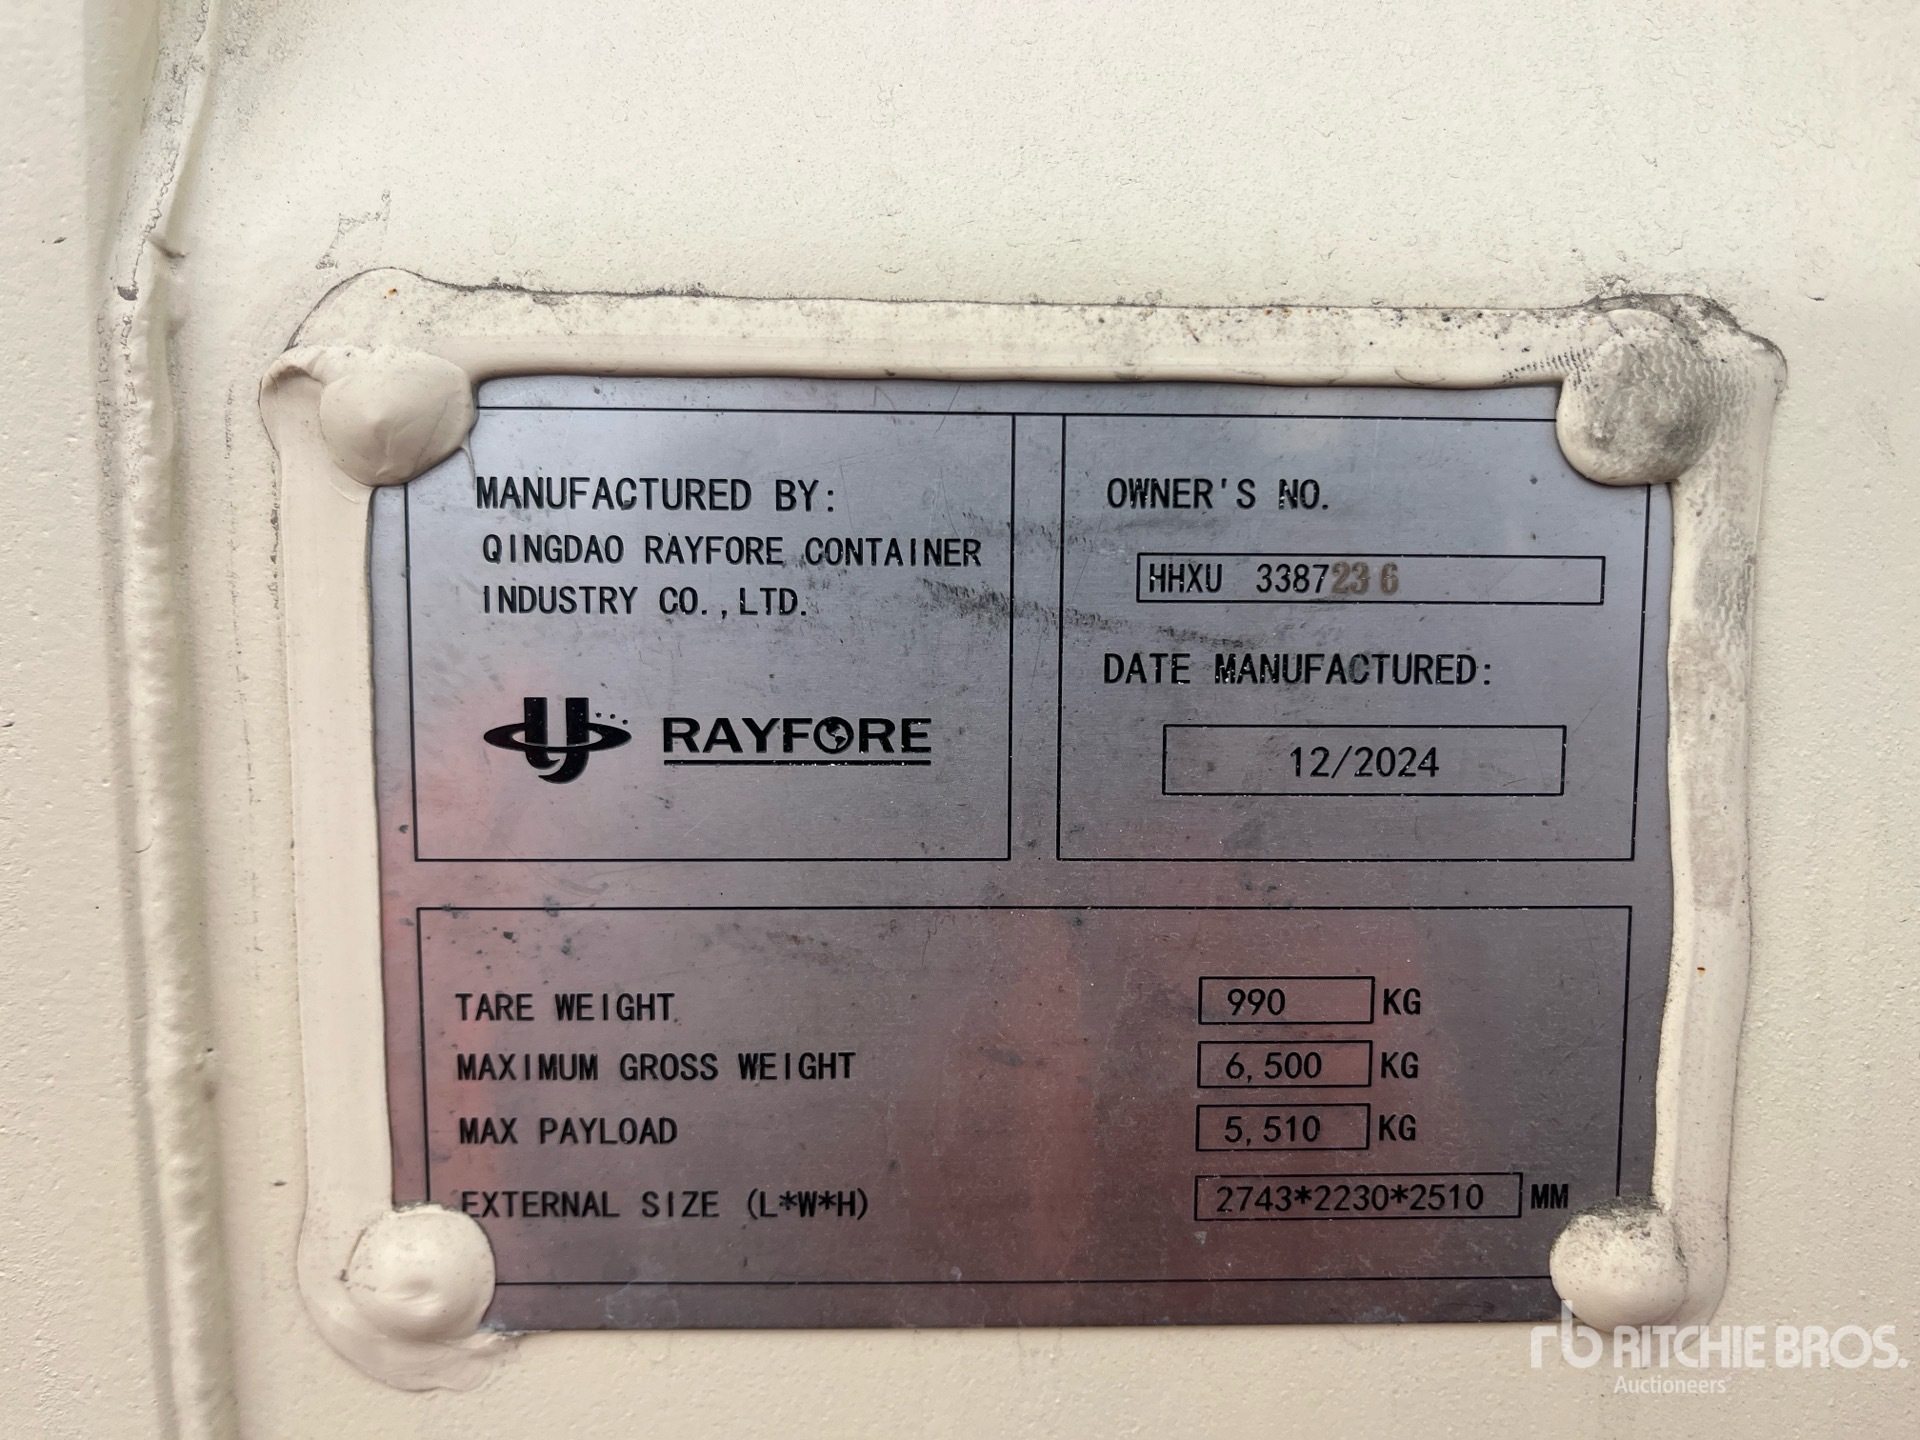 MANUFACTURED BY:
QINGDAO RAYFORE CONTAINER
INDUSTRY CO.,LTD.
RAYFORE
OWNER'S NO.
HHXU 3387236
DATE MANUFACTURED:
12/2024
TARE WEIGHT 990 KG
MAXIMUM GROSS WEIGHT 6,500 KG
MAX PAYLOAD 5,510 KG
EXTERNAL SIZE (L*W*H) 2743*2230*2510 MM
rb RITCHIE BROS.
Auctioneers